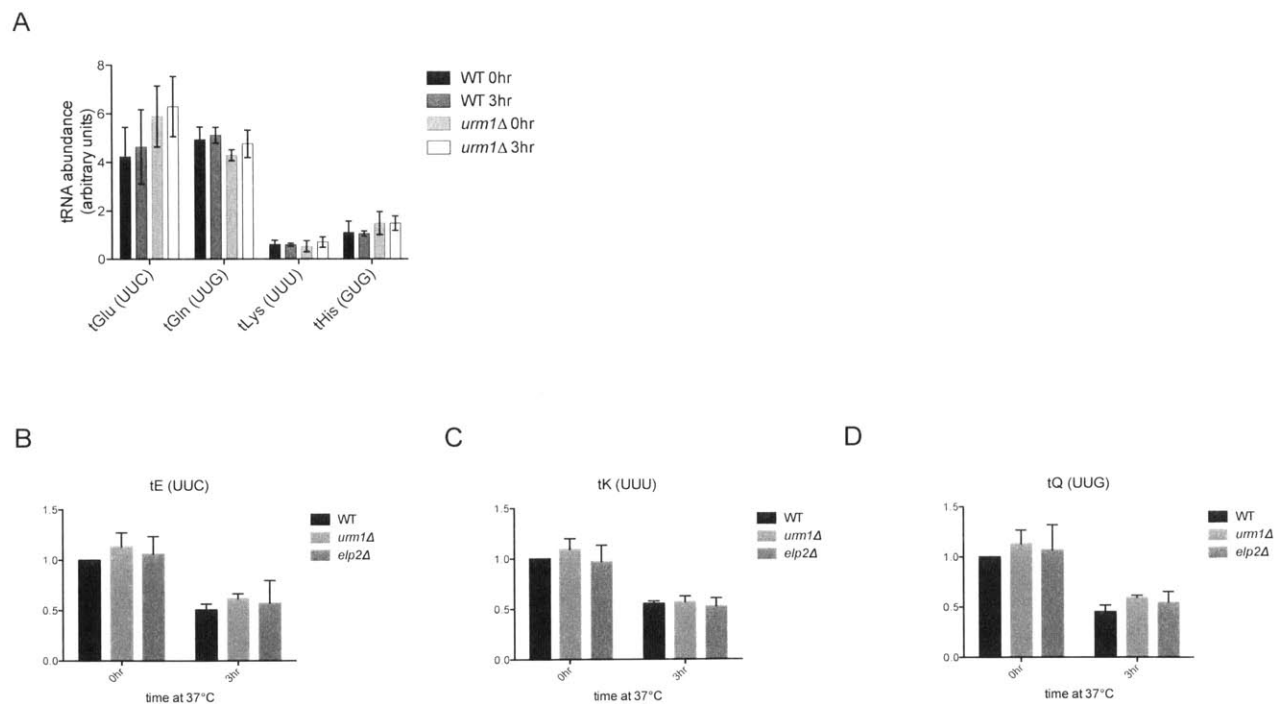 A
tRNA abundance
(arbitrary units)
8
6
4
2
0
tGlu (UUC)
tGln (UUG)
tLys (UUU)
tHis (GUG)
WT 0hr
WT 3hr
urm1Δ 0hr
urm1Δ 3hr
B
tE (UUC)
1.5
1.0
0.5
0.0
0hr
3hr
time at 37°C
WT
urm1Δ
elp2Δ
C
tK (UUU)
1.5
1.0
0.5
0.0
0hr
3hr
time at 37°C
WT
urm1Δ
elp2Δ
D
tQ (UUG)
1.5
1.0
0.5
0.0
0hr
3hr
time at 37°C
WT
urm1Δ
elp2Δ